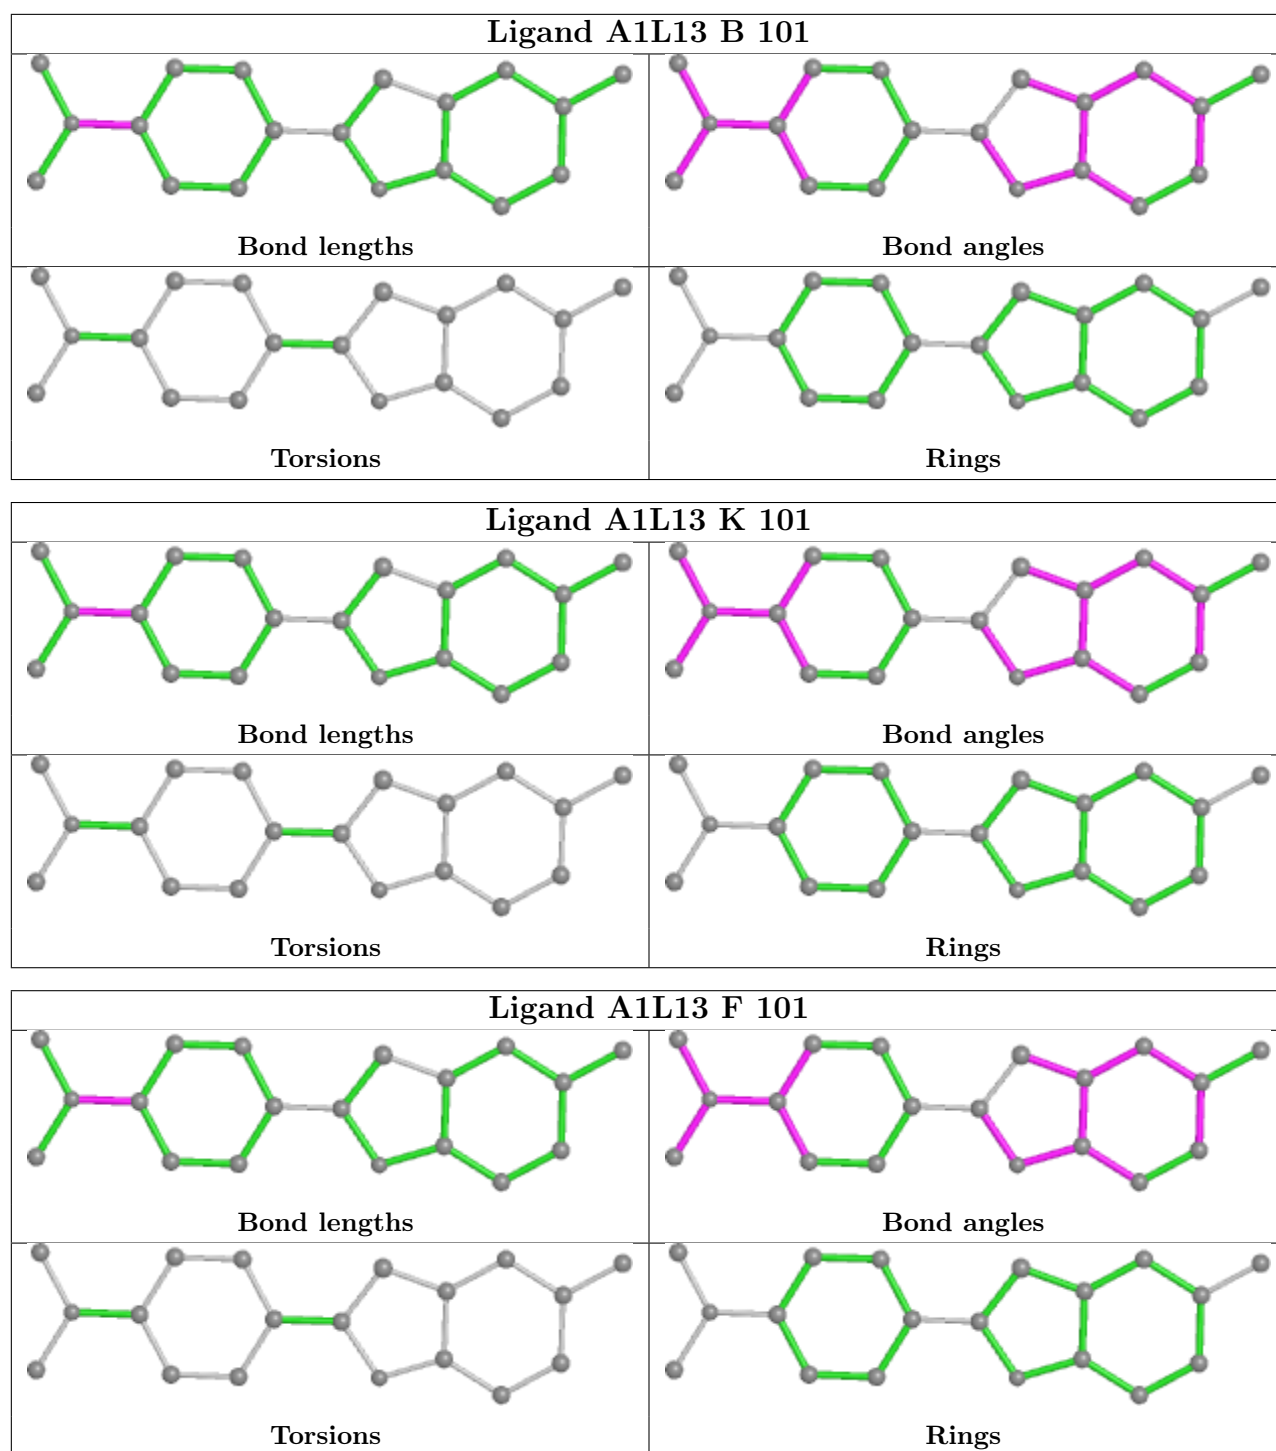 Ligand A1L13 B 101
Bond lengths
Bond angles
Torsions
Rings
Ligand A1L13 K 101
Bond lengths
Bond angles
Torsions
Rings
Ligand A1L13 F 101
Bond lengths
Bond angles
Torsions
Rings